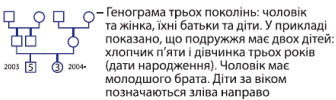 – Генограма трьох поколінь: чоловік
та жінка, їхні батьки та діти. У прикладі
показано, що подружжя має двох дітей:
хлопчик п'яти і дівчинка трьох років
(дати народження). Чоловік має
молодшого брата. Діти за віком
позначаються зліва направо
2003 5 3 2004-